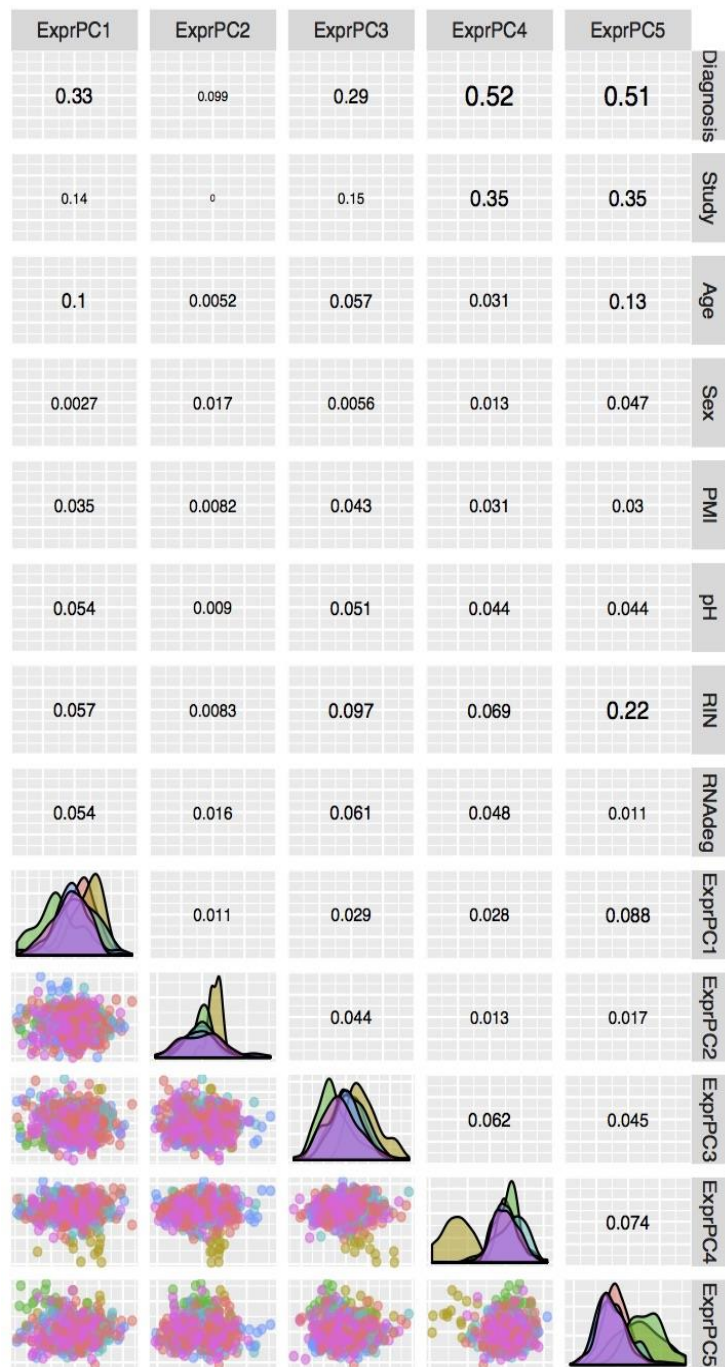 ExprPC1 ExprPC2 ExprPC3 ExprPC4 ExprPC5
0.33 0.099 0.29 0.52 0.51 Diagnosis
0.14 0 0.15 0.35 0.35 Study
0.1 0.0052 0.057 0.031 0.13 Age
0.0027 0.017 0.0056 0.013 0.047 Sex
0.035 0.0082 0.043 0.031 0.03 PMI
0.054 0.009 0.051 0.044 0.044 pH
0.057 0.0083 0.097 0.069 0.22 RIN
0.054 0.016 0.061 0.048 0.011 RNAdeg
0.011 0.029 0.028 0.088 ExprPC1
0.044 0.013 0.017 ExprPC2
0.062 0.045 ExprPC3
0.074 ExprPC4
ExprPC5